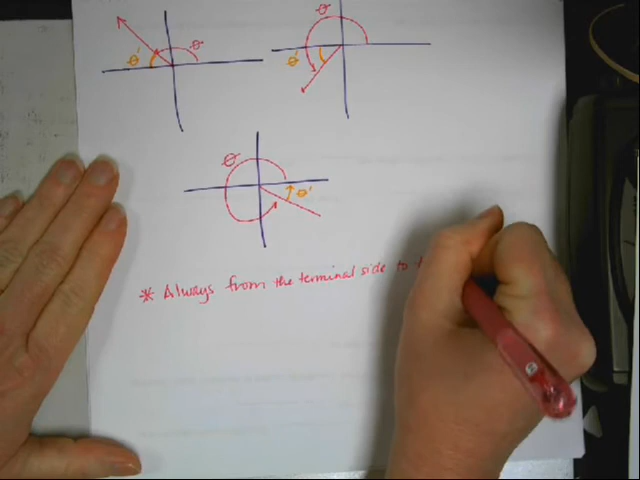 θ' θ
θ
θ'
θ
θ'
* Always from the terminal side to